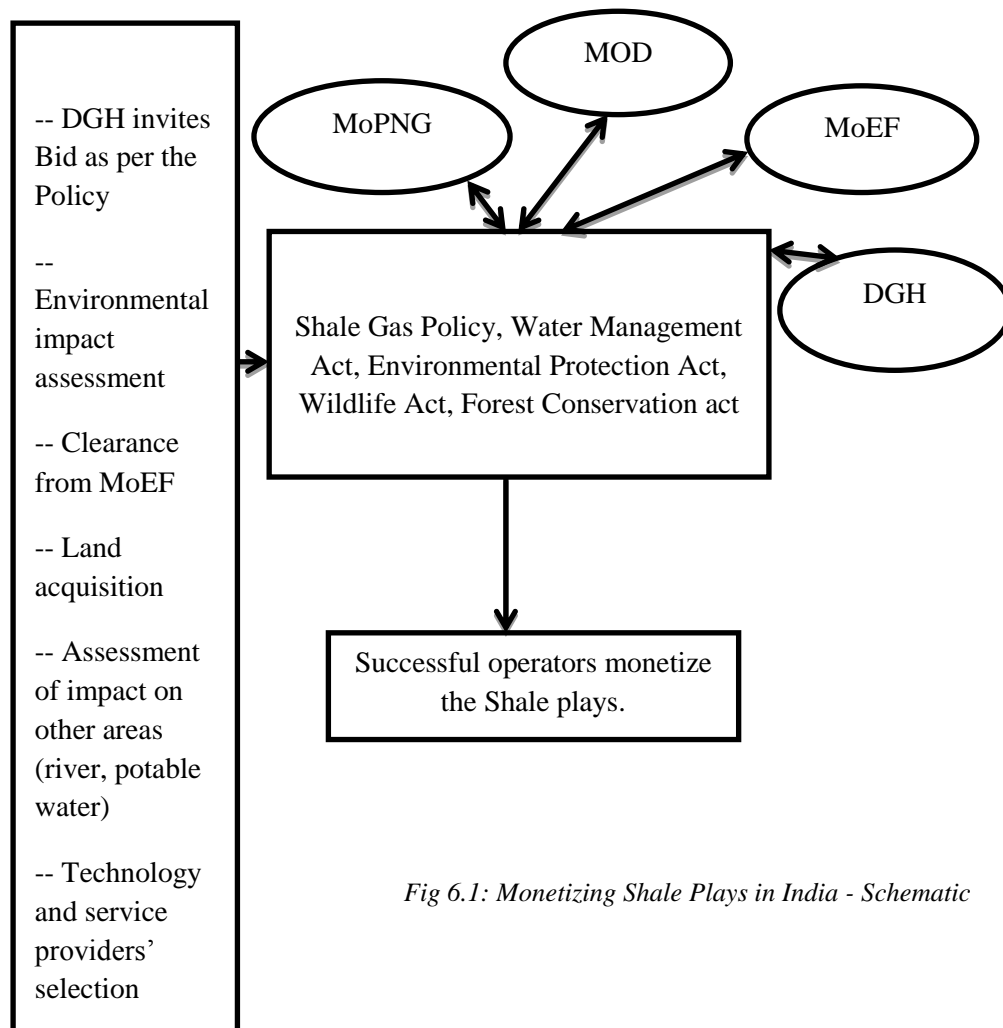 -- DGH invites
Bid as per the
Policy
--
Environmental
impact
assessment
-- Clearance
from MoEF
-- Land
acquisition
-- Assessment
of impact on
other areas
(river, potable
water)
-- Technology
and service
providers’
selection
MoPNG
MOD
MoEF
DGH
Shale Gas Policy, Water Management
Act, Environmental Protection Act,
Wildlife Act, Forest Conservation act
Successful operators monetize
the Shale plays.
Fig 6.1: Monetizing Shale Plays in India - Schematic